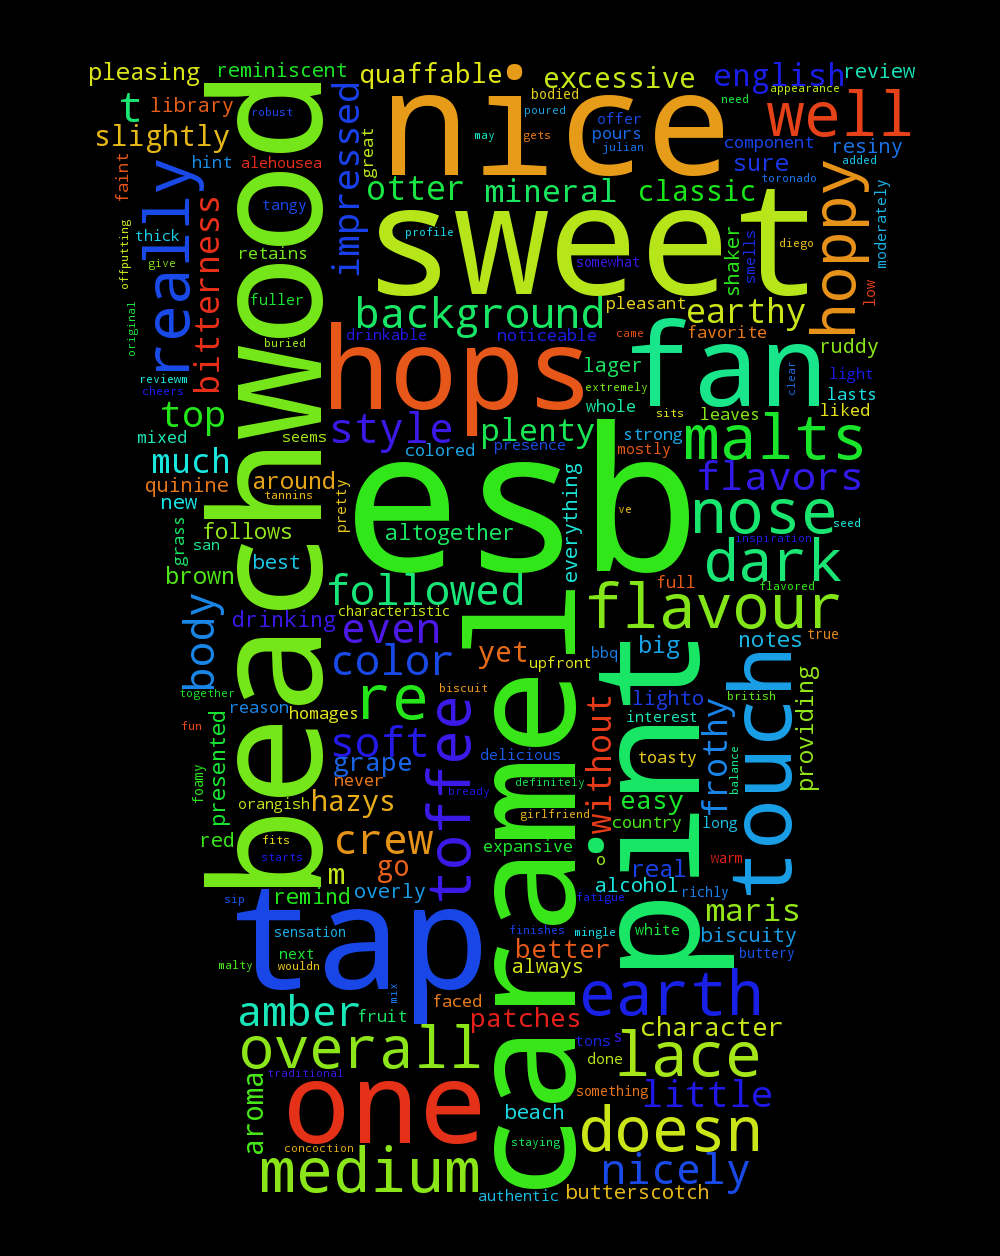 pleasing
reminiscent
quaffable
excessive
english
review
t
library
robust
impressed
nice
bodied
poured
need
appearance
well
slightly
great
may
gets
offer
pours
julian
component
resiny
faint
hint
alehousea
sure
added
really
bitterness
tangy
otter
mineral
classic
toronado
hoppy
moderately
beachwood
sweet
offputting
thick
retains
profile
shaker
smells
diego
give
somewhat
fuller
background
pleasant
earthy
low
original
buried
drinkable
noticeable
came
favorite
ruddy
hops
fan
lager
reviewm
cheers
extremely
clear
light
whole
lasts
top
style
plenty
sits
leaves
liked
mixed
seems
colored
presence
strong
mostly
malts
much
around
esb
everything
flavors
quinine
tannins
pretty
new
ve
nose
seed
grass
follows
altogether
san
inspiration
best
dark
brown
followed
full
flavored
body
drinking
characteristic
flavour
even
caramel
pint
touch
true
color
yet
upfront
bbq
big
notes
together
biscuit
lighto
british
providing
reason
homages
re
toffee
without
interest
frothy
fun
presented
soft
grape
delicious
toasty
balance
foamy
never
bready
definitely
orangish
hazys
girlfriend
easy
country
long
red
fits
crew
expansive
starts
m
go
o
real
warm
sip
remind
overly
alcohol
richly
fatigue
tap
maris
sensation
finishes
mingle
white
biscuity
next
better
buttery
malty
wouldn
always
mix
faced
earth
amber
fruit
patches
character
overall
tons
s
lace
done
traditional
aroma
one
something
little
beach
doesn
staying
concoction
medium
nicely
authentic
butterscotch